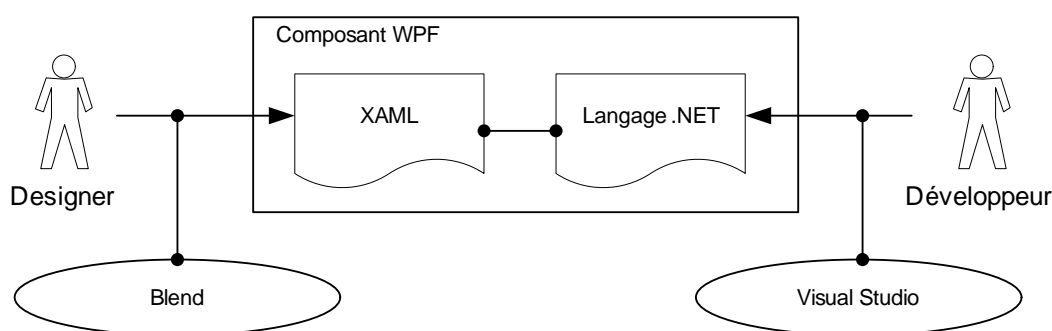 Composant WPF
XAML
Langage .NET
Designer
Développeur
Blend
Visual Studio